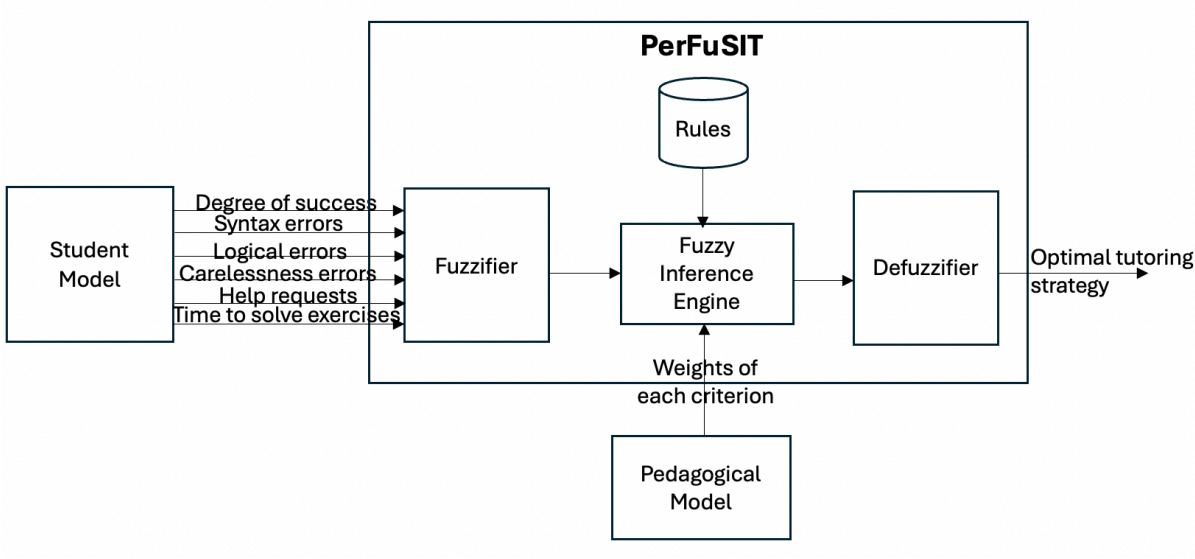 PerFuSIT
Rules
Student
Model
Degree of success
Syntax errors
Logical errors
Carelessness errors
Help requests
Time to solve exercises
Fuzzifier
Fuzzy
Inference
Engine
Defuzzifier
Optimal tutoring
strategy
Weights of
each criterion
Pedagogical
Model